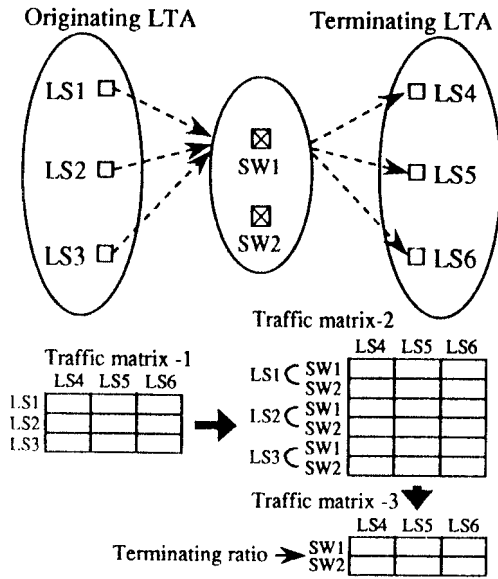 Originating LTA
Terminating LTA
LS1
LS2
LS3
SW1
SW2
LS4
LS5
LS6
Traffic matrix -1
LS4 LS5 LS6
LS1
LS2
LS3
Traffic matrix-2
LS4 LS5 LS6
LS1 SW1
SW2
LS2 SW1
SW2
LS3 SW1
SW2
Traffic matrix -3
LS4 LS5 LS6
Terminating ratio SW1
SW2